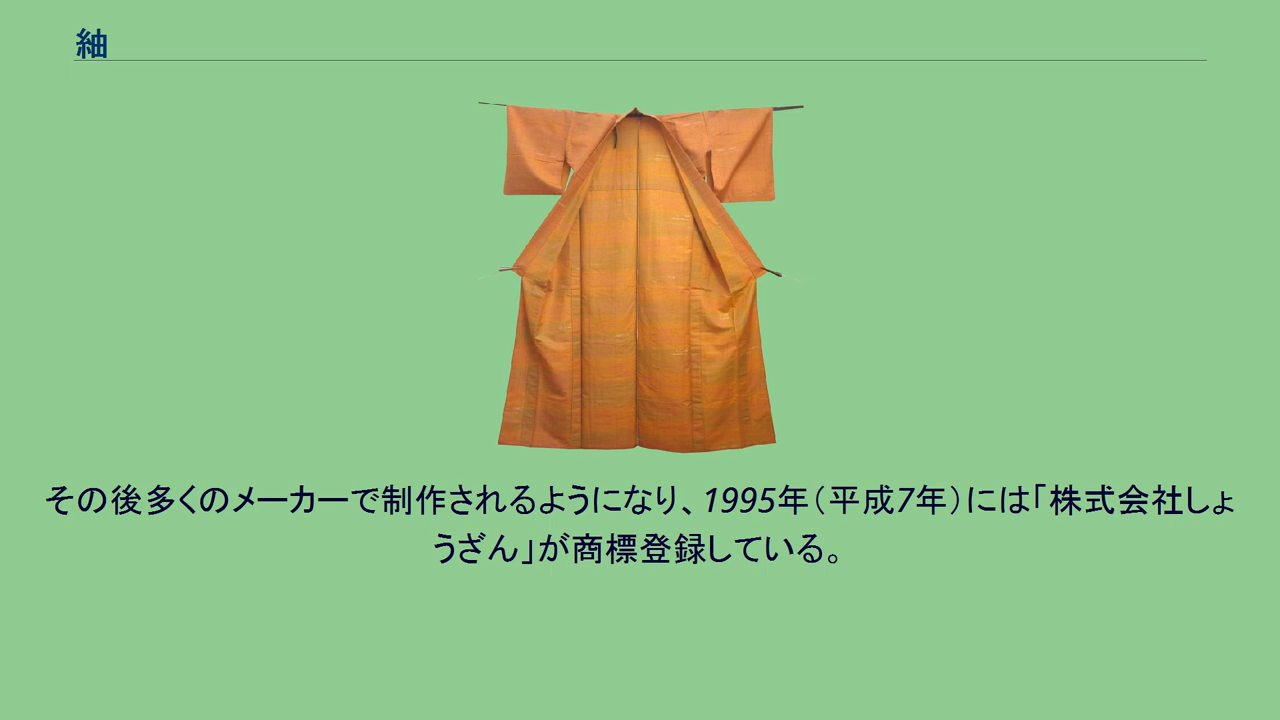 紬
その後多くのメーカーで制作されるようになり、1995年（平成7年）には「株式会社しょ
うざん」が商標登録している。